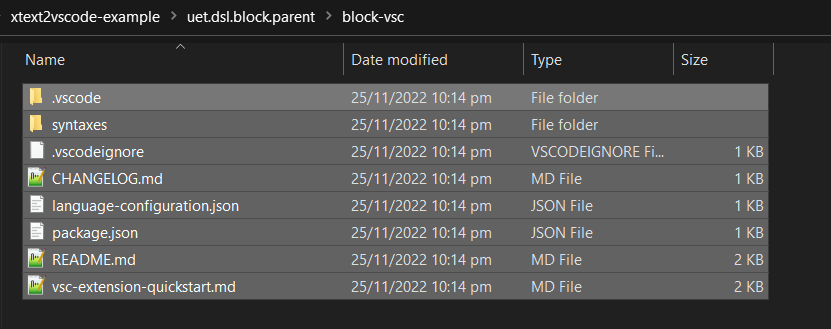 xtext2vscode-example > uet.dsl.block.parent > block-vsc
Name Date modified Type Size
.vscode 25/11/2022 10:14 pm File folder
syntaxes 25/11/2022 10:14 pm File folder
.vscodeignore 25/11/2022 10:14 pm VSCODEIGNORE Fi... 1 KB
CHANGELOG.md 25/11/2022 10:14 pm MD File 1 KB
language-configuration.json 25/11/2022 10:14 pm JSON File 1 KB
package.json 25/11/2022 10:14 pm JSON File 1 KB
README.md 25/11/2022 10:14 pm MD File 2 KB
vsc-extension-quickstart.md 25/11/2022 10:14 pm MD File 2 KB